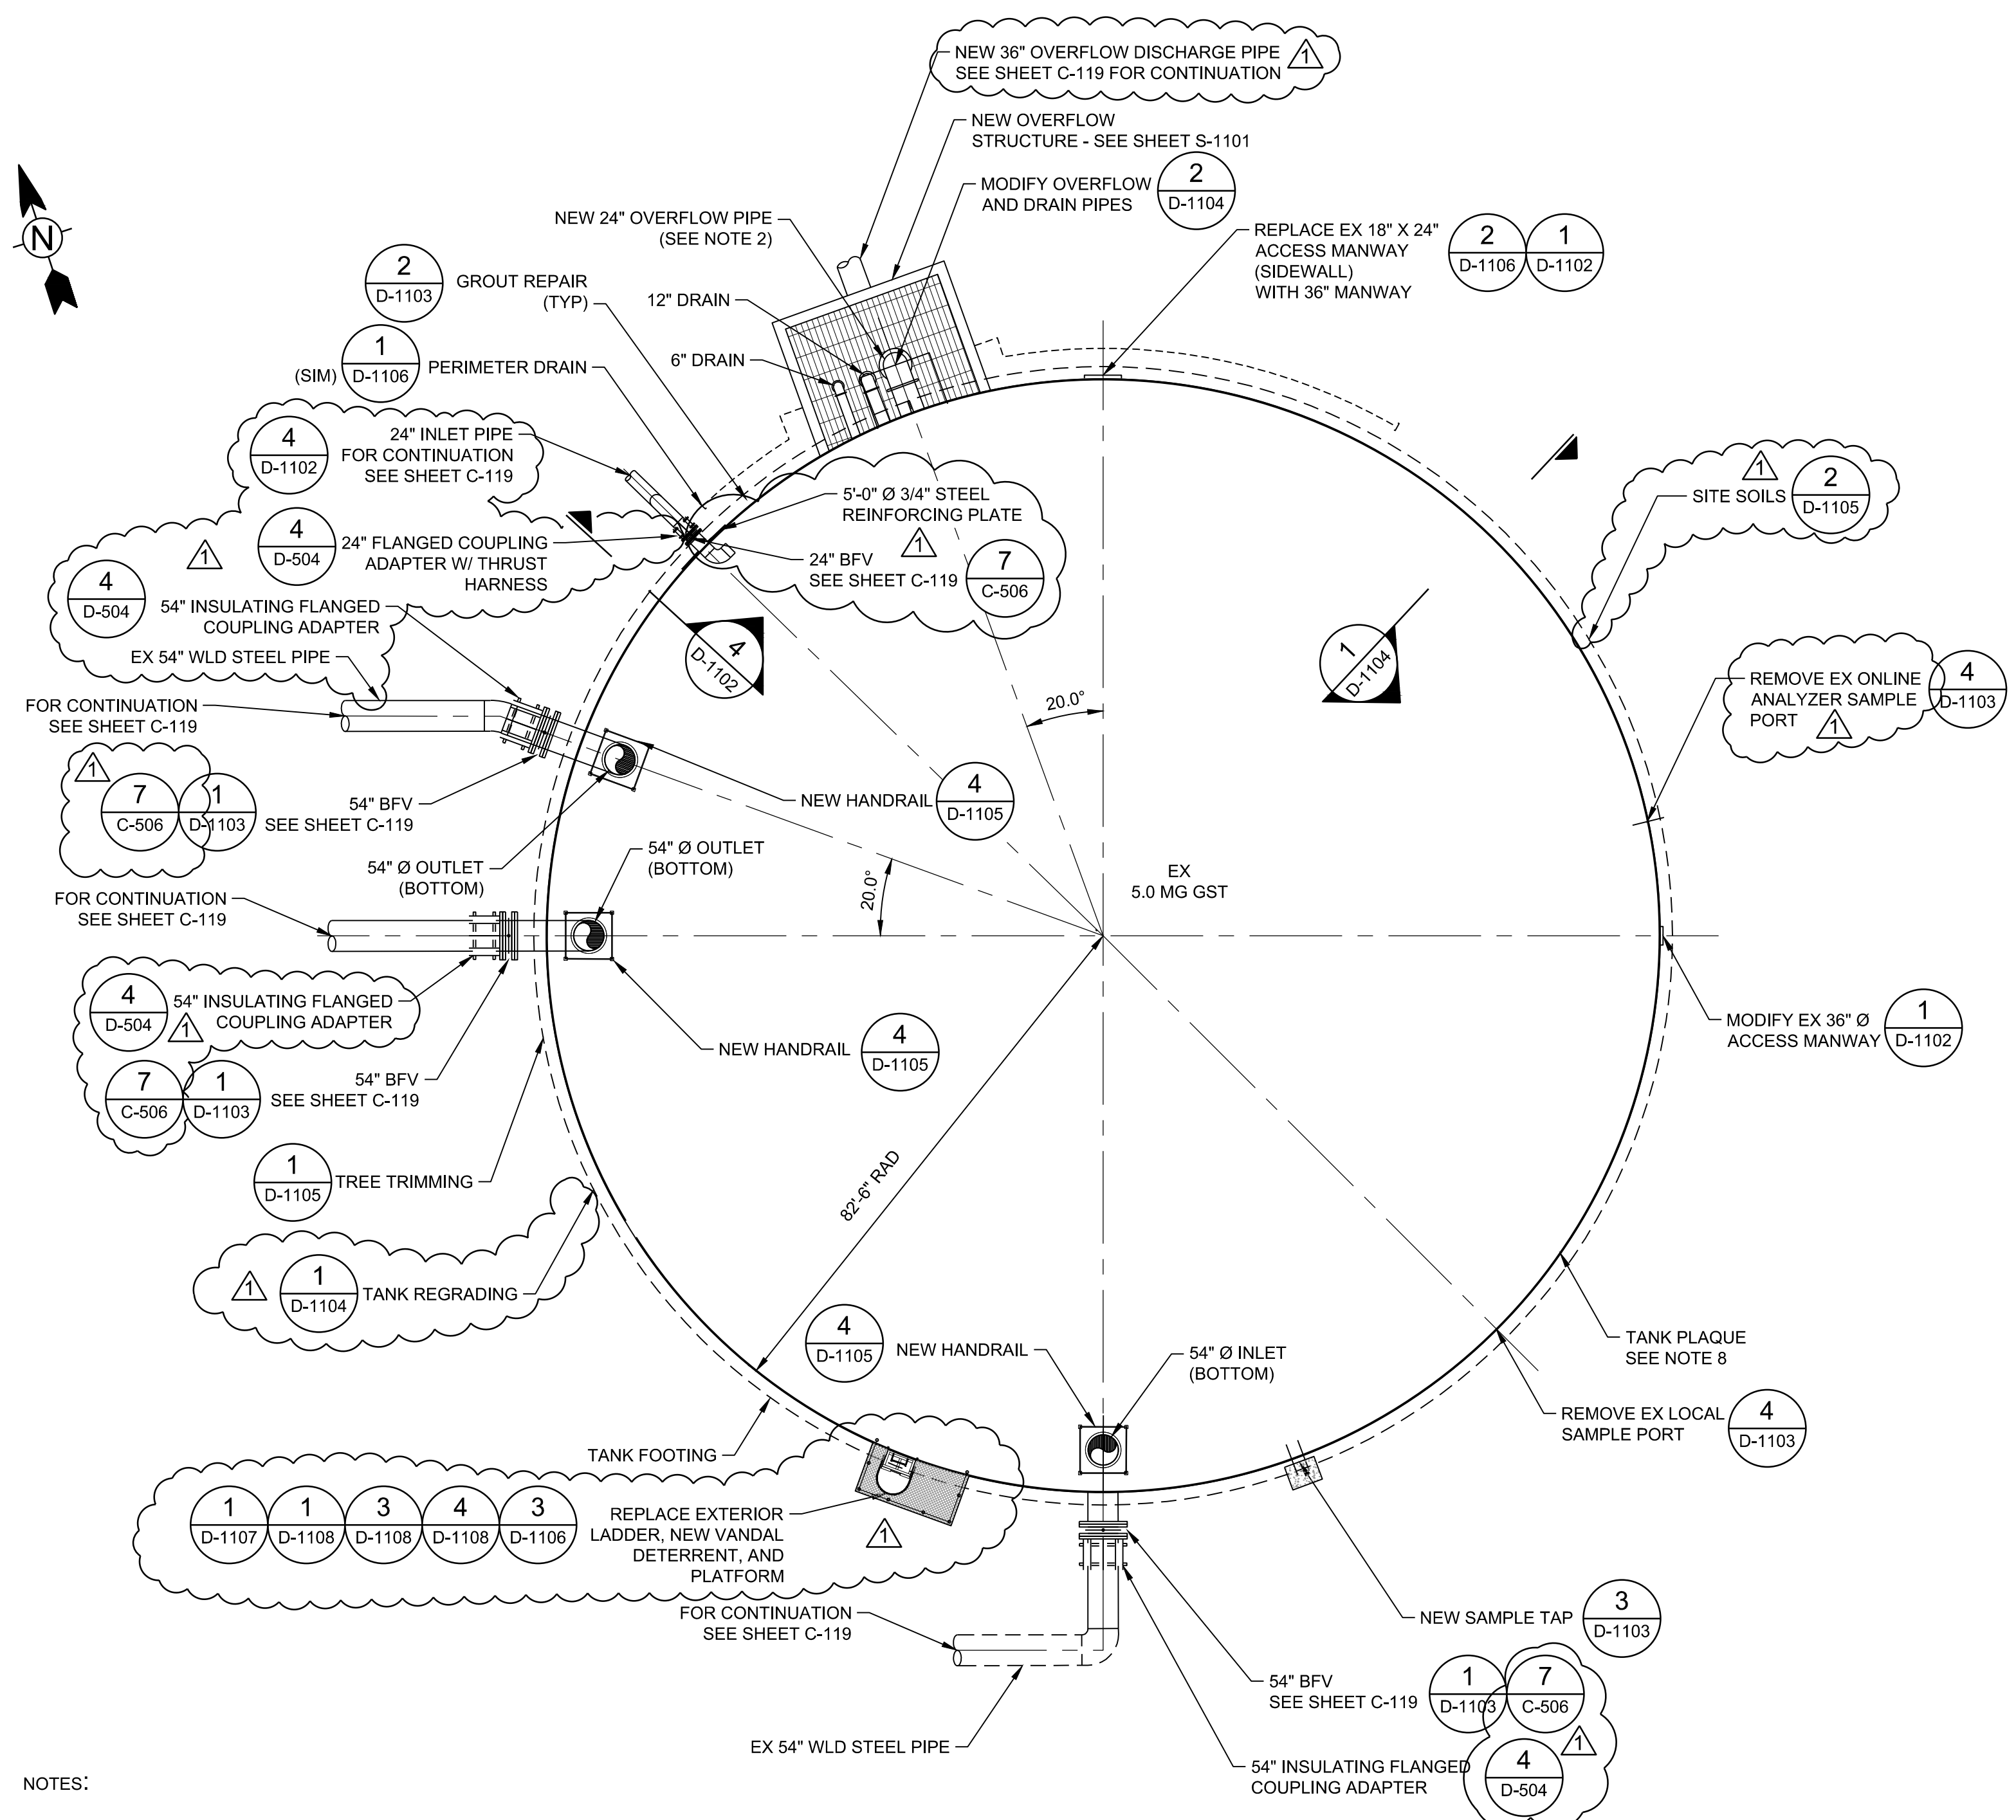 NEW 36" OVERFLOW DISCHARGE PIPE
SEE SHEET C-119 FOR CONTINUATION
1
NEW OVERFLOW
STRUCTURE - SEE SHEET S-1101
MODIFY OVERFLOW
AND DRAIN PIPES
2
D-1104
NEW 24" OVERFLOW PIPE
(SEE NOTE 2)
REPLACE EX 18" X 24"
ACCESS MANWAY
(SIDEWALL)
WITH 36" MANWAY
2
D-1106
1
D-1102
N
2
D-1103
GROUT REPAIR
(TYP)
12" DRAIN
6" DRAIN
(SIM)
1
D-1106
PERIMETER DRAIN
4
D-1102
24" INLET PIPE
FOR CONTINUATION
SEE SHEET C-119
5'-0" Ø 3/4" STEEL
REINFORCING PLATE
1
24" BFV
SEE SHEET C-119
7
C-506
1
SITE SOILS
2
D-1105
1
4
D-504
24" FLANGED COUPLING
ADAPTER W/ THRUST
HARNESS
4
D-504
54" INSULATING FLANGED
COUPLING ADAPTER
EX 54" WLD STEEL PIPE
4
D-1102
1
D-1104
REMOVE EX ONLINE
ANALYZER SAMPLE
PORT
1
4
D-1103
FOR CONTINUATION
SEE SHEET C-119
20.0°
1
7
C-506
1
D-1103
54" BFV
SEE SHEET C-119
NEW HANDRAIL
4
D-1105
54" Ø OUTLET
(BOTTOM)
54" Ø OUTLET
(BOTTOM)
20.0°
EX
5.0 MG GST
FOR CONTINUATION
SEE SHEET C-119
4
D-504
1
54" INSULATING FLANGED
COUPLING ADAPTER
NEW HANDRAIL
4
D-1105
MODIFY EX 36" Ø
ACCESS MANWAY
1
D-1102
7
C-506
1
D-1103
54" BFV
SEE SHEET C-119
1
D-1105
TREE TRIMMING
82'-6" RAD
1
1
D-1104
TANK REGRADING
4
D-1105
NEW HANDRAIL
54" Ø INLET
(BOTTOM)
TANK PLAQUE
SEE NOTE 8
REMOVE EX LOCAL
SAMPLE PORT
4
D-1103
TANK FOOTING
1
D-1107
1
D-1108
3
D-1108
4
D-1108
3
D-1106
REPLACE EXTERIOR
LADDER, NEW VANDAL
DETERRENT, AND
PLATFORM
1
FOR CONTINUATION
SEE SHEET C-119
NEW SAMPLE TAP
3
D-1103
54" BFV
SEE SHEET C-119
1
D-1103
7
C-506
EX 54" WLD STEEL PIPE
54" INSULATING FLANGED
COUPLING ADAPTER
4
D-504
1
NOTES: